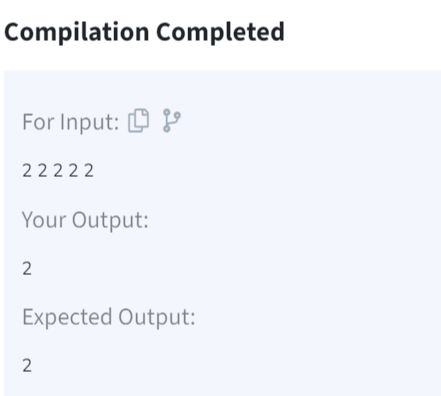 Compilation Completed
For Input:
2 2 2 2 2
Your Output:
2
Expected Output:
2